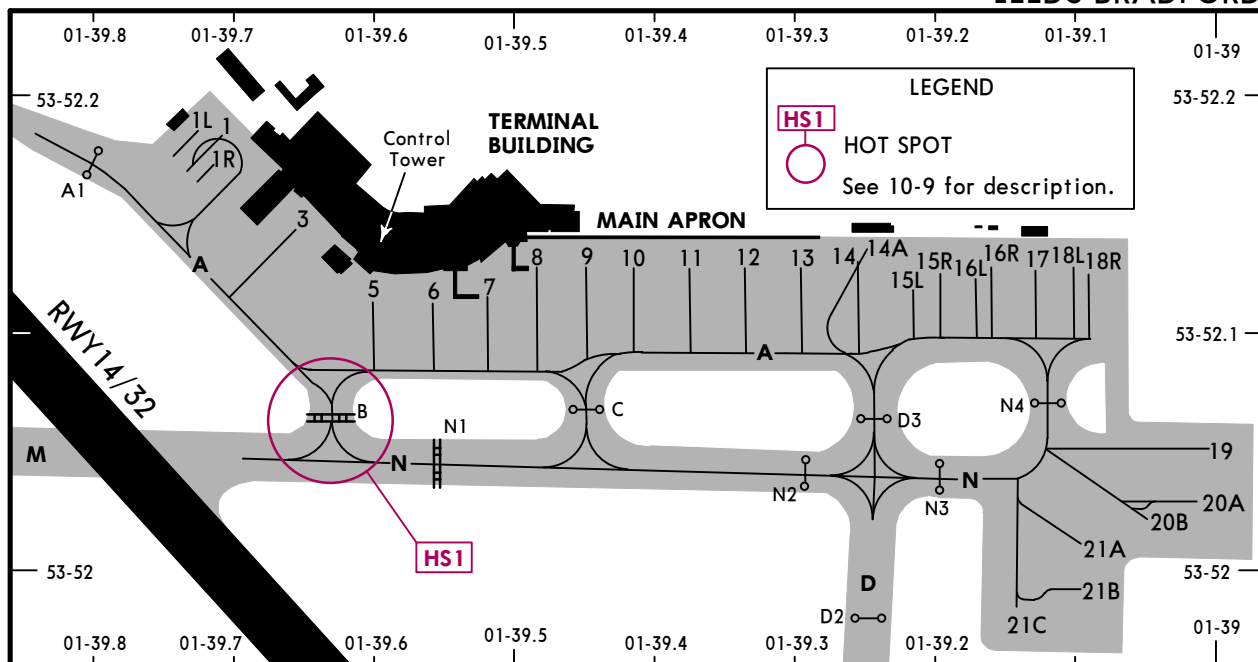 01-39.8 01-39.7 01-39.6 01-39.5 01-39.4 01-39.3 01-39.2 01-39.1 01-39
53-52.2
53-52.2
LEGEND
HS1
HOT SPOT
See 10-9 for description.
1L
1
1R
A1
Control
Tower
TERMINAL
BUILDING
MAIN APRON
3
A
5
6
7
8
9
10
11
12
13
14
14A
15L
15R
16L
16R
17
18L
18R
RWY14/32
53-52.1
A
B
N1
C
D3
N4
M
N
N2
N
N3
19
20A
20B
21A
HS1
53-52
D
21B
53-52
D2
21C
01-39.8 01-39.7 01-39.6 01-39.5 01-39.4 01-39.3 01-39.2 01-39